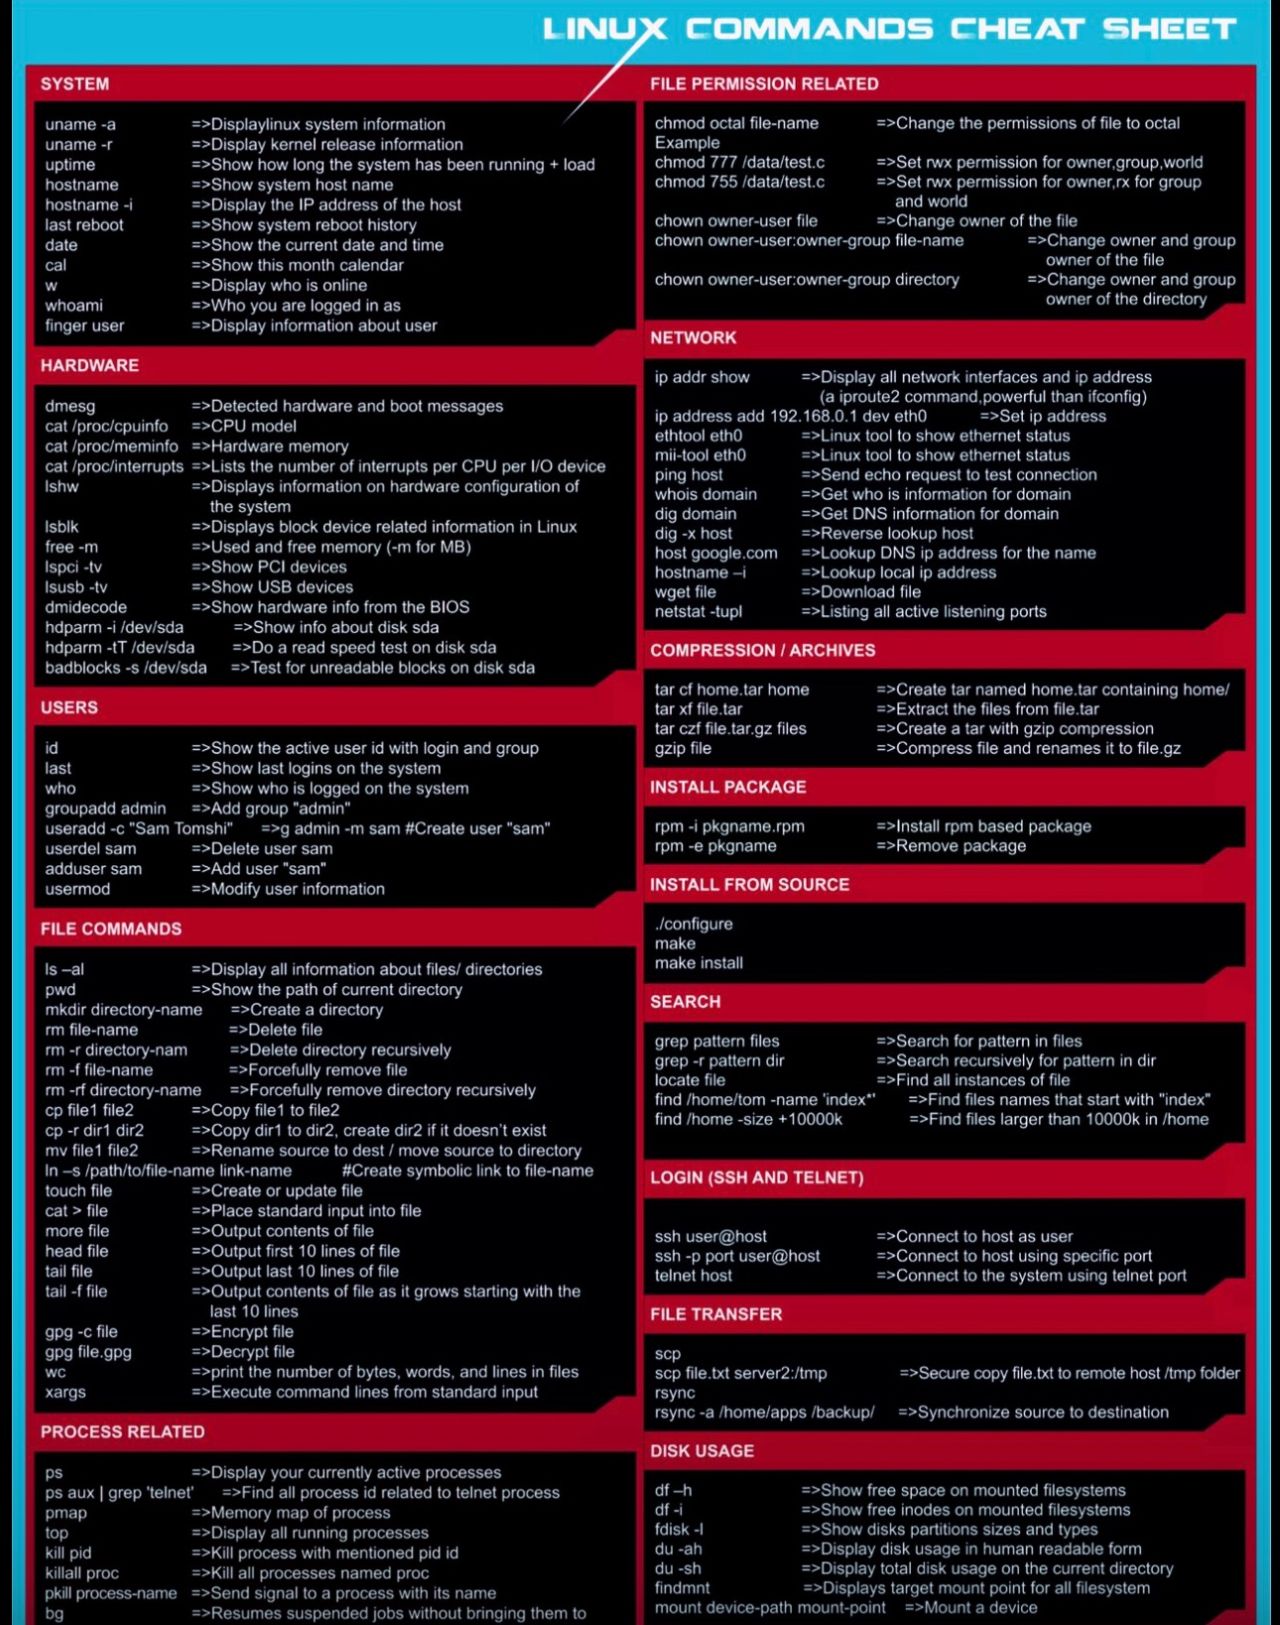 LINUX COMMANDS CHEAT SHEET
SYSTEM
uname -a =>Displaylinux system information
uname -r =>Display kernel release information
uptime =>Show how long the system has been running + load
hostname =>Show system host name
hostname -i =>Display the IP address of the host
last reboot =>Show system reboot history
date =>Show the current date and time
cal =>Show this month calendar
w =>Display who is online
whoami =>Who you are logged in as
finger user =>Display information about user
HARDWARE
dmesg =>Detected hardware and boot messages
cat /proc/cpuinfo =>CPU model
cat /proc/meminfo =>Hardware memory
cat /proc/interrupts =>Lists the number of interrupts per CPU per I/O device
lshw =>Displays information on hardware configuration of
the system
lsblk =>Displays block device related information in Linux
free -m =>Used and free memory (-m for MB)
lspci -tv =>Show PCI devices
lsusb -tv =>Show USB devices
dmidecode =>Show hardware info from the BIOS
hdparm -i /dev/sda =>Show info about disk sda
hdparm -tT /dev/sda =>Do a read speed test on disk sda
badblocks -s /dev/sda =>Test for unreadable blocks on disk sda
USERS
id =>Show the active user id with login and group
last =>Show last logins on the system
who =>Show who is logged on the system
groupadd admin =>Add group "admin"
useradd -c "Sam Tomshi" =>g admin -m sam #Create user "sam"
userdel sam =>Delete user sam
adduser sam =>Add user "sam"
usermod =>Modify user information
FILE COMMANDS
ls –al =>Display all information about files/ directories
pwd =>Show the path of current directory
mkdir directory-name =>Create a directory
rm file-name =>Delete file
rm -r directory-nam =>Delete directory recursively
rm -f file-name =>Forcefully remove file
rm -rf directory-name =>Forcefully remove directory recursively
cp file1 file2 =>Copy file1 to file2
cp -r dir1 dir2 =>Copy dir1 to dir2, create dir2 if it doesn't exist
mv file1 file2 =>Rename source to dest / move source to directory
ln –s /path/to/file-name link-name #Create symbolic link to file-name
touch file =>Create or update file
cat > file =>Place standard input into file
more file =>Output contents of file
head file =>Output first 10 lines of file
tail file =>Output last 10 lines of file
tail -f file =>Output contents of file as it grows starting with the
last 10 lines
gpg -c file =>Encrypt file
gpg file.gpg =>Decrypt file
wc =>print the number of bytes, words, and lines in files
xargs =>Execute command lines from standard input
PROCESS RELATED
ps =>Display your currently active processes
ps aux | grep 'telnet' =>Find all process id related to telnet process
pmap =>Memory map of process
top =>Display all running processes
kill pid =>Kill process with mentioned pid id
killall proc =>Kill all processes named proc
pkill process-name =>Send signal to a process with its name
bg =>Resumes suspended jobs without bringing them to
FILE PERMISSION RELATED
chmod octal file-name =>Change the permissions of file to octal
Example
chmod 777 /data/test.c =>Set rwx permission for owner,group,world
chmod 755 /data/test.c =>Set rwx permission for owner,rx for group
and world
chown owner-user file =>Change owner of the file
chown owner-user:owner-group file-name =>Change owner and group
owner of the file
chown owner-user:owner-group directory =>Change owner and group
owner of the directory
NETWORK
ip addr show =>Display all network interfaces and ip address
(a iproute2 command,powerful than ifconfig)
ip address add 192.168.0.1 dev eth0 =>Set ip address
ethtool eth0 =>Linux tool to show ethernet status
mii-tool eth0 =>Linux tool to show ethernet status
ping host =>Send echo request to test connection
whois domain =>Get who is information for domain
dig domain =>Get DNS information for domain
dig -x host =>Reverse lookup host
host google.com =>Lookup DNS ip address for the name
hostname –i =>Lookup local ip address
wget file =>Download file
netstat -tupl =>Listing all active listening ports
COMPRESSION / ARCHIVES
tar cf home.tar home =>Create tar named home.tar containing home/
tar xf file.tar =>Extract the files from file.tar
tar czf file.tar.gz files =>Create a tar with gzip compression
gzip file =>Compress file and renames it to file.gz
INSTALL PACKAGE
rpm -i pkgname.rpm =>Install rpm based package
rpm -e pkgname =>Remove package
INSTALL FROM SOURCE
./configure
make
make install
SEARCH
grep pattern files =>Search for pattern in files
grep -r pattern dir =>Search recursively for pattern in dir
locate file =>Find all instances of file
find /home/tom -name 'index*' =>Find files names that start with "index"
find /home -size +10000k =>Find files larger than 10000k in /home
LOGIN (SSH AND TELNET)
ssh user@host =>Connect to host as user
ssh -p port user@host =>Connect to host using specific port
telnet host =>Connect to the system using telnet port
FILE TRANSFER
scp
scp file.txt server2:/tmp =>Secure copy file.txt to remote host /tmp folder
rsync
rsync -a /home/apps /backup/ =>Synchronize source to destination
DISK USAGE
df –h =>Show free space on mounted filesystems
df -i =>Show free inodes on mounted filesystems
fdisk -l =>Show disks partitions sizes and types
du -ah =>Display disk usage in human readable form
du -sh =>Display total disk usage on the current directory
findmnt =>Displays target mount point for all filesystem
mount device-path mount-point =>Mount a device